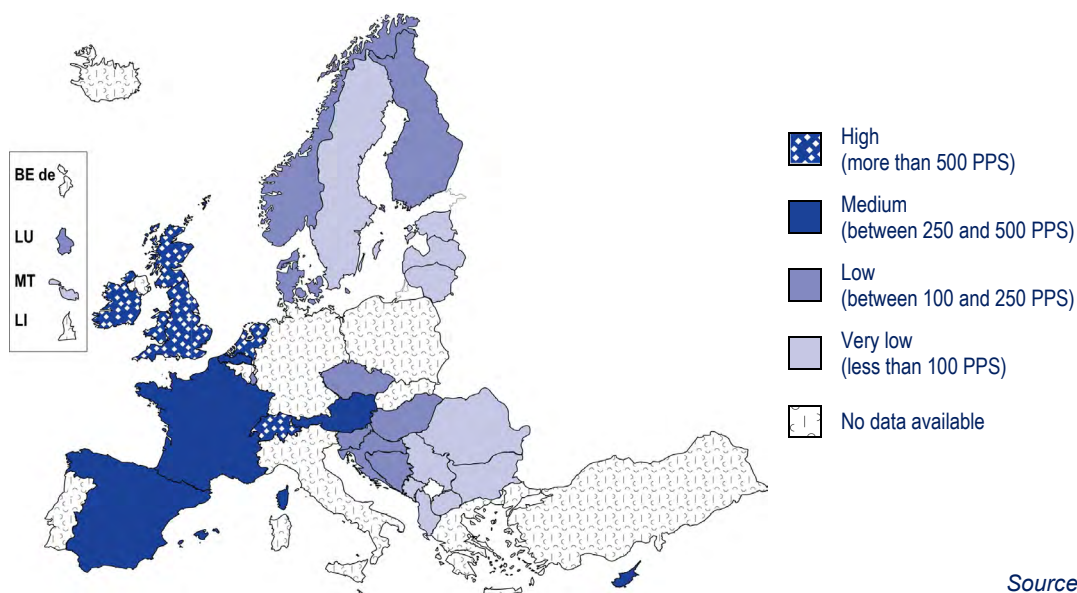 BE de
LU
MT
LI
High
(more than 500 PPS)
Medium
(between 250 and 500 PPS)
Low
(between 100 and 250 PPS)
Very low
(less than 100 PPS)
No data available
Source